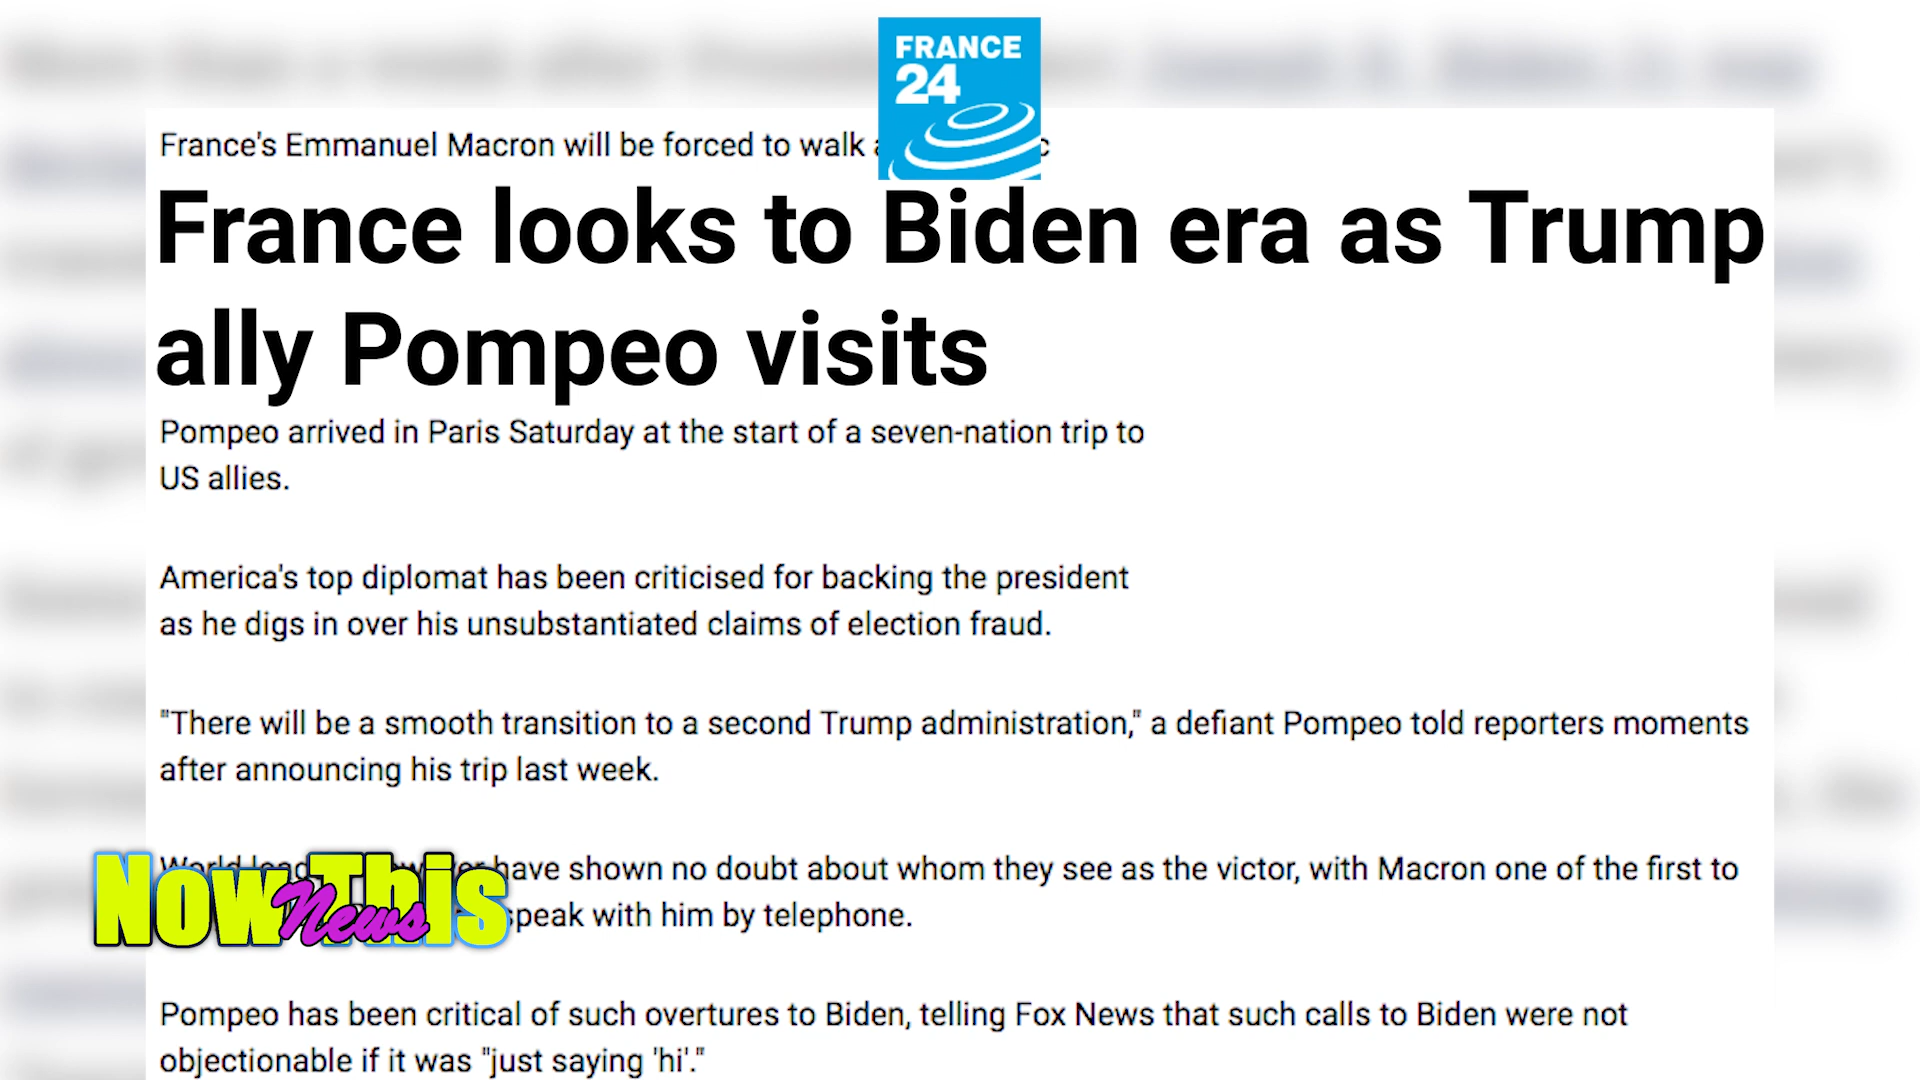 FRANCE
24
France's Emmanuel Macron will be forced to walk
France looks to Biden era as Trump
ally Pompeo visits
Pompeo arrived in Paris Saturday at the start of a seven-nation trip to
US allies.
America's top diplomat has been criticised for backing the president
as he digs in over his unsubstantiated claims of election fraud.
"There will be a smooth transition to a second Trump administration," a defiant Pompeo told reporters moments
after announcing his trip last week.
World have shown no doubt about whom they see as the victor, with Macron one of the first to
speak with him by telephone.
NowThis
News
Pompeo has been critical of such overtures to Biden, telling Fox News that such calls to Biden were not
objectionable if it was "just saying 'hi'."